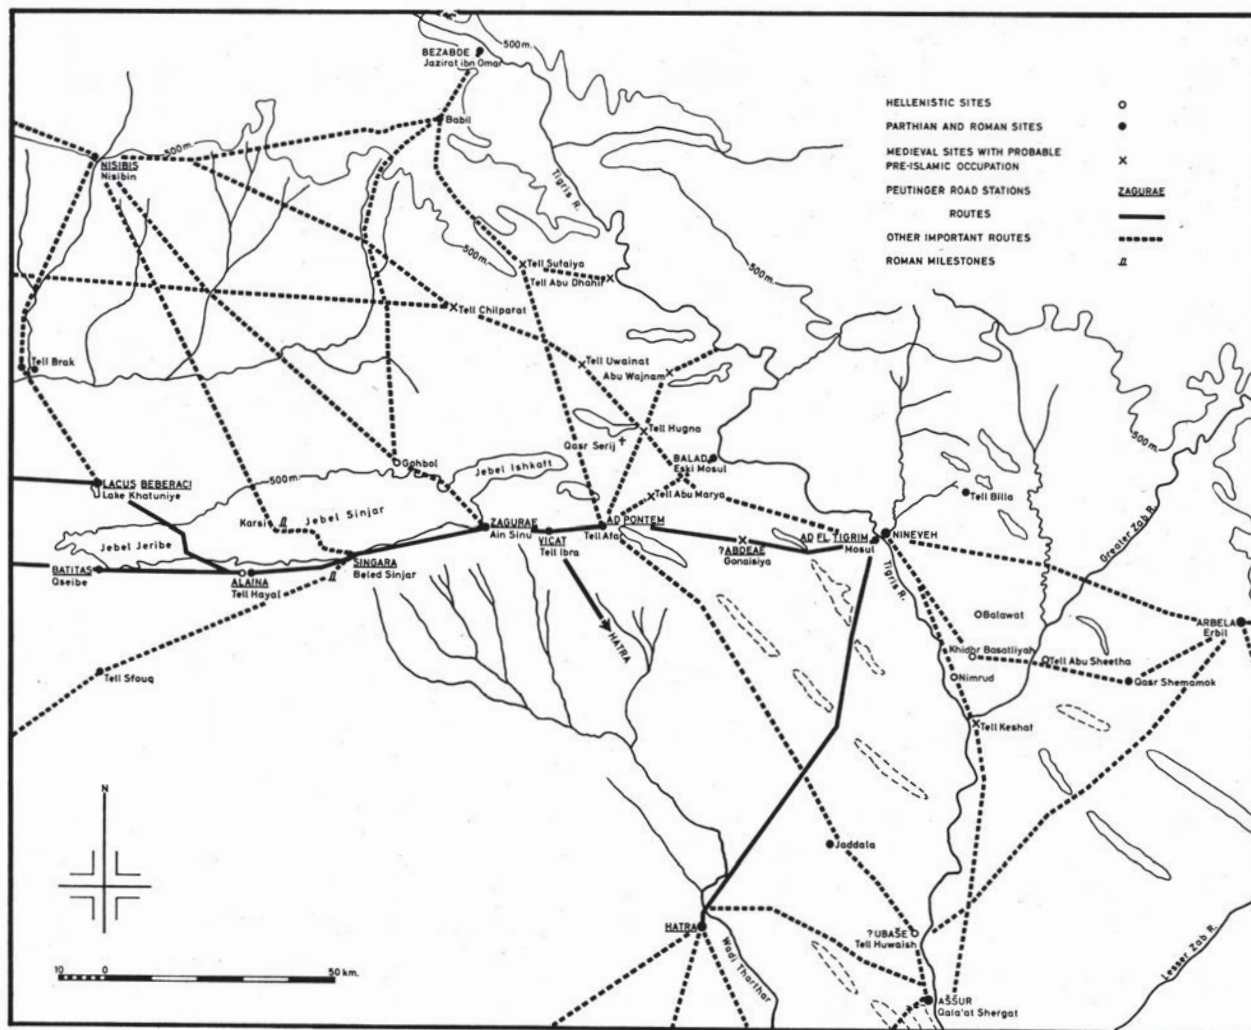 BEZABDE
Jazirat ibn Omar
500m.
Babil
500m.
NISIBIS
Nisibin
Tigris R.
500m.
500m.
Tell Sufaiya
Tell Abu Dhahir
Tell Chilparat
Tell Brak
Tell Uwainat
Abu Wajnam
Tell Hugna
Qasr Serij
BALAD
Eski Mosul
Gohbol
Jebel Ishkaft
500m.
500m.
LACUS BEBERACI
Lake Khatuniye
Tell Abu Marya
Tell Billa
Karsi
Jebel Sinjar
Jebel Jeribe
ZAGURAE
Ain Sinu
VICAT
Tell Ibra
AD PONTEM
Tell Afar
?ABDEAE
Gonaisiya
AD FL. TIGRIM
Mosul
NINEVEH
Greater Zab R.
BATITAS
Qseibe
ALAINA
Tell Hayal
SINGARA
Beled Sinjar
Tigris R.
HATRA
Balawat
ARBELA
Erbil
Khidhr Basatliyah
Tell Abu Sheetha
Nimrud
Qasr Shemamok
Tell Sfouq
Tell Keshaf
Jaddala
HATRA
Wadi Tharthar
?UBASE
Tell Huwaish
ASSUR
Qala'at Shergat
Lesser Zab R.
HELLENISTIC SITES
PARTHIAN AND ROMAN SITES
MEDIEVAL SITES WITH PROBABLE
PRE-ISLAMIC OCCUPATION
PEUTINGER ROAD STATIONS ZAGURAE
ROUTES
OTHER IMPORTANT ROUTES
ROMAN MILESTONES
N
10 0 50 km.